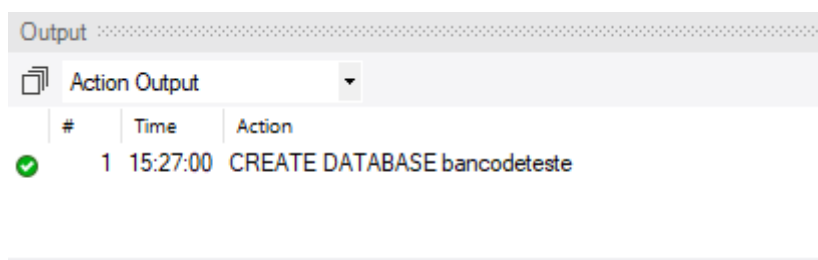 Output
Action Output
# Time Action
1 15:27:00 CREATE DATABASE bancodeteste